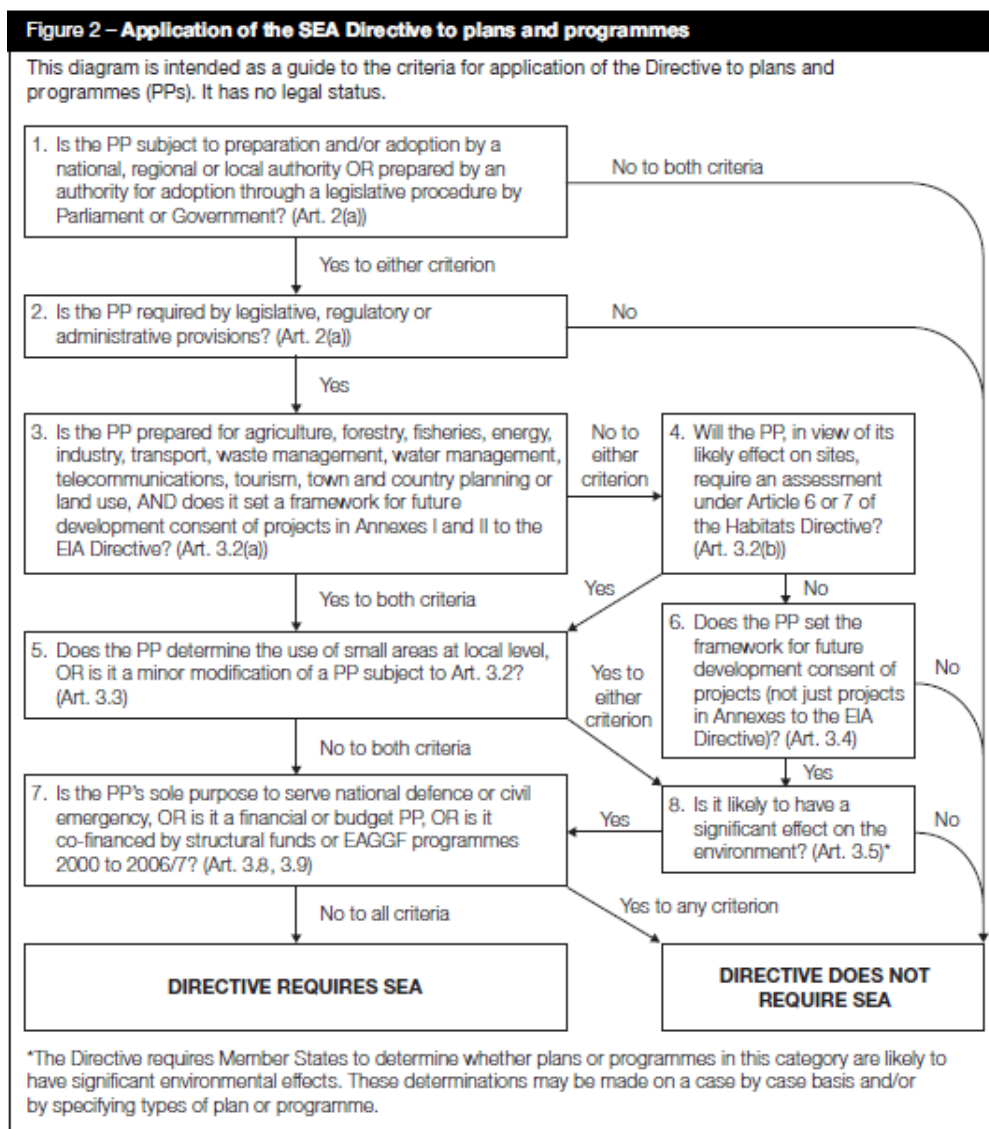 Figure 2 – Application of the SEA Directive to plans and programmes
This diagram is intended as a guide to the criteria for application of the Directive to plans and
programmes (PPs). It has no legal status.
1. Is the PP subject to preparation and/or adoption by a
national, regional or local authority OR prepared by an
authority for adoption through a legislative procedure by
Parliament or Government? (Art. 2(a))
No to both criteria
Yes to either criterion
2. Is the PP required by legislative, regulatory or
administrative provisions? (Art. 2(a))
No
Yes
3. Is the PP prepared for agriculture, forestry, fisheries, energy,
industry, transport, waste management, water management,
telecommunications, tourism, town and country planning or
land use, AND does it set a framework for future
development consent of projects in Annexes I and II to the
EIA Directive? (Art. 3.2(a))
No to
either
criterion
4. Will the PP, in view of its
likely effect on sites,
require an assessment
under Article 6 or 7 of
the Habitats Directive?
(Art. 3.2(b))
Yes to both criteria
Yes
No
5. Does the PP determine the use of small areas at local level,
OR is it a minor modification of a PP subject to Art. 3.2?
(Art. 3.3)
Yes to
either
criterion
6. Does the PP set the
framework for future
development consent of
projects (not just projects
in Annexes to the EIA
Directive)? (Art. 3.4)
No
No to both criteria
Yes
7. Is the PP's sole purpose to serve national defence or civil
emergency, OR is it a financial or budget PP, OR is it
co-financed by structural funds or EAGGF programmes
2000 to 2006/7? (Art. 3.8, 3.9)
Yes
8. Is it likely to have a
significant effect on the
environment? (Art. 3.5)*
No
No to all criteria
Yes to any criterion
DIRECTIVE REQUIRES SEA
DIRECTIVE DOES NOT
REQUIRE SEA
*The Directive requires Member States to determine whether plans or programmes in this category are likely to
have significant environmental effects. These determinations may be made on a case by case basis and/or
by specifying types of plan or programme.